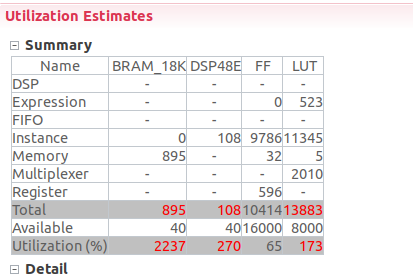 Utilization Estimates
Summary
Name BRAM_18K DSP48E FF LUT
DSP - - - -
Expression - - 0 523
FIFO - - - -
Instance 0 108 9786 11345
Memory 895 - 32 5
Multiplexer - - - 2010
Register - - 596 -
Total 895 108 10414 13883
Available 40 40 16000 8000
Utilization (%) 2237 270 65 173
Detail